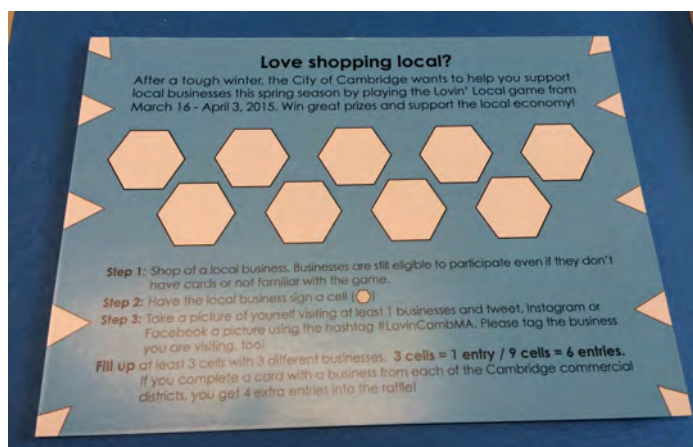 Love shopping local?
After a tough winter, the City of Cambridge wants to help you support
local businesses this spring season by playing the Lovin' Local game from
March 16 - April 3, 2015. Win great prizes and support the local economy!
Step 1: Shop at a local business. Businesses are still eligible to participate even if they don't
have cards or not familiar with the game.
Step 2: Have the local business sign a cell ( )
Step 3: Take a picture of yourself visiting at least 1 businesses and tweet, Instagram or
Facebook a picture using the hashtag #LovinCambMA. Please tag the business
you are visiting, too!
Fill up at least 3 cells with 3 different businesses. 3 cells = 1 entry / 9 cells = 6 entries.
If you complete a card with a business from each of the Cambridge commercial
districts, you get 4 extra entries into the raffle!